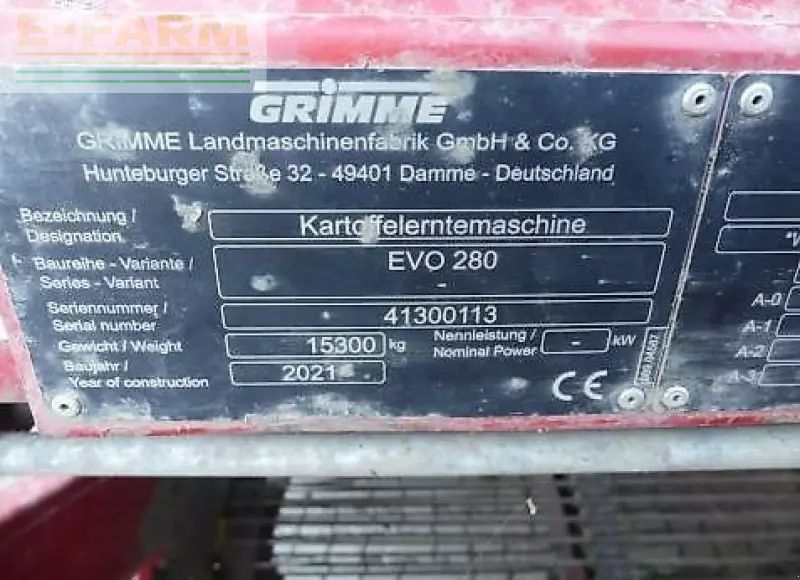 E-FARM
GRIMME
GRIMME Landmaschinenfabrik GmbH & Co. KG
Hunteburger Straße 32 - 49401 Damme - Deutschland
Bezeichnung / Designation
Kartoffelerntemaschine
Baureihe - Variante / Series - Variant
EVO 280
-
Seriennummer / Serial number
41300113
Gewicht / Weight
15300 kg
Nennleistung / Nominal Power
- kW
Baujahr / Year of construction
2021
CE
A-0
A-1
A-2